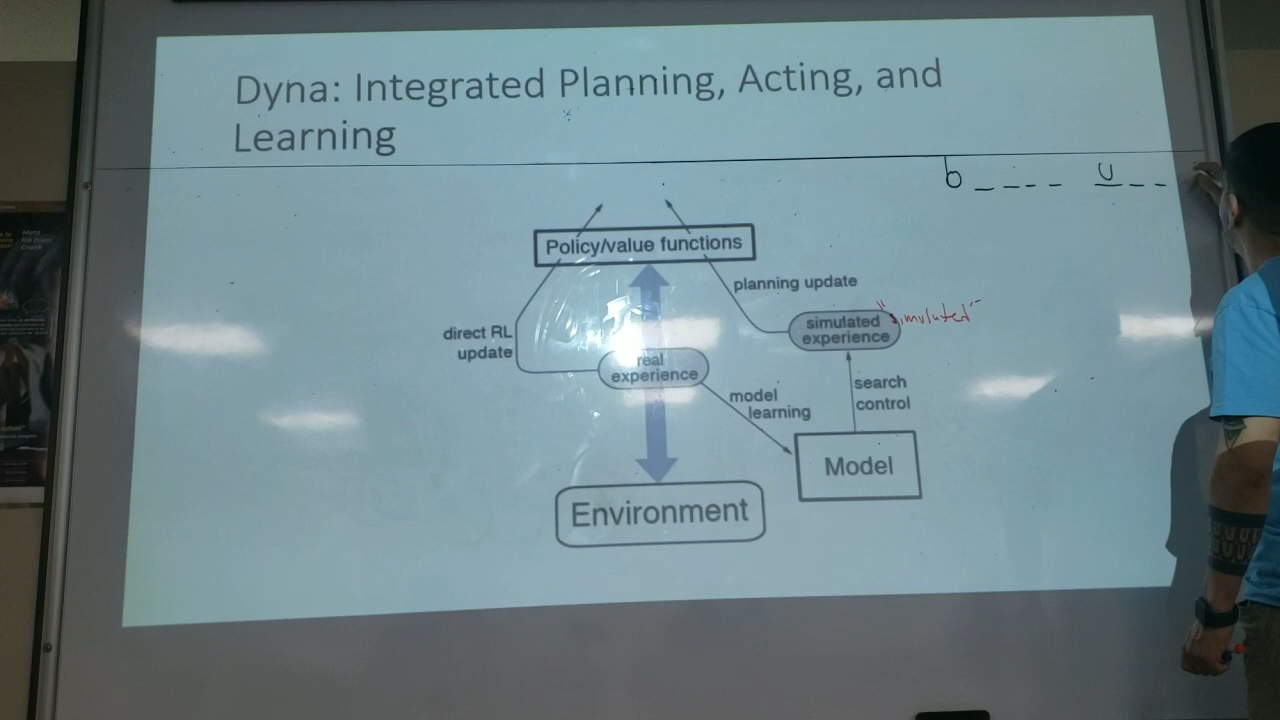 Dyna: Integrated Planning, Acting, and
Learning
b _ _ _ _ u _ _ _
Policy/value functions
planning update
direct RL
update
simulated
experience
"simulated"
real
experience
model
learning
search
control
Model
Environment